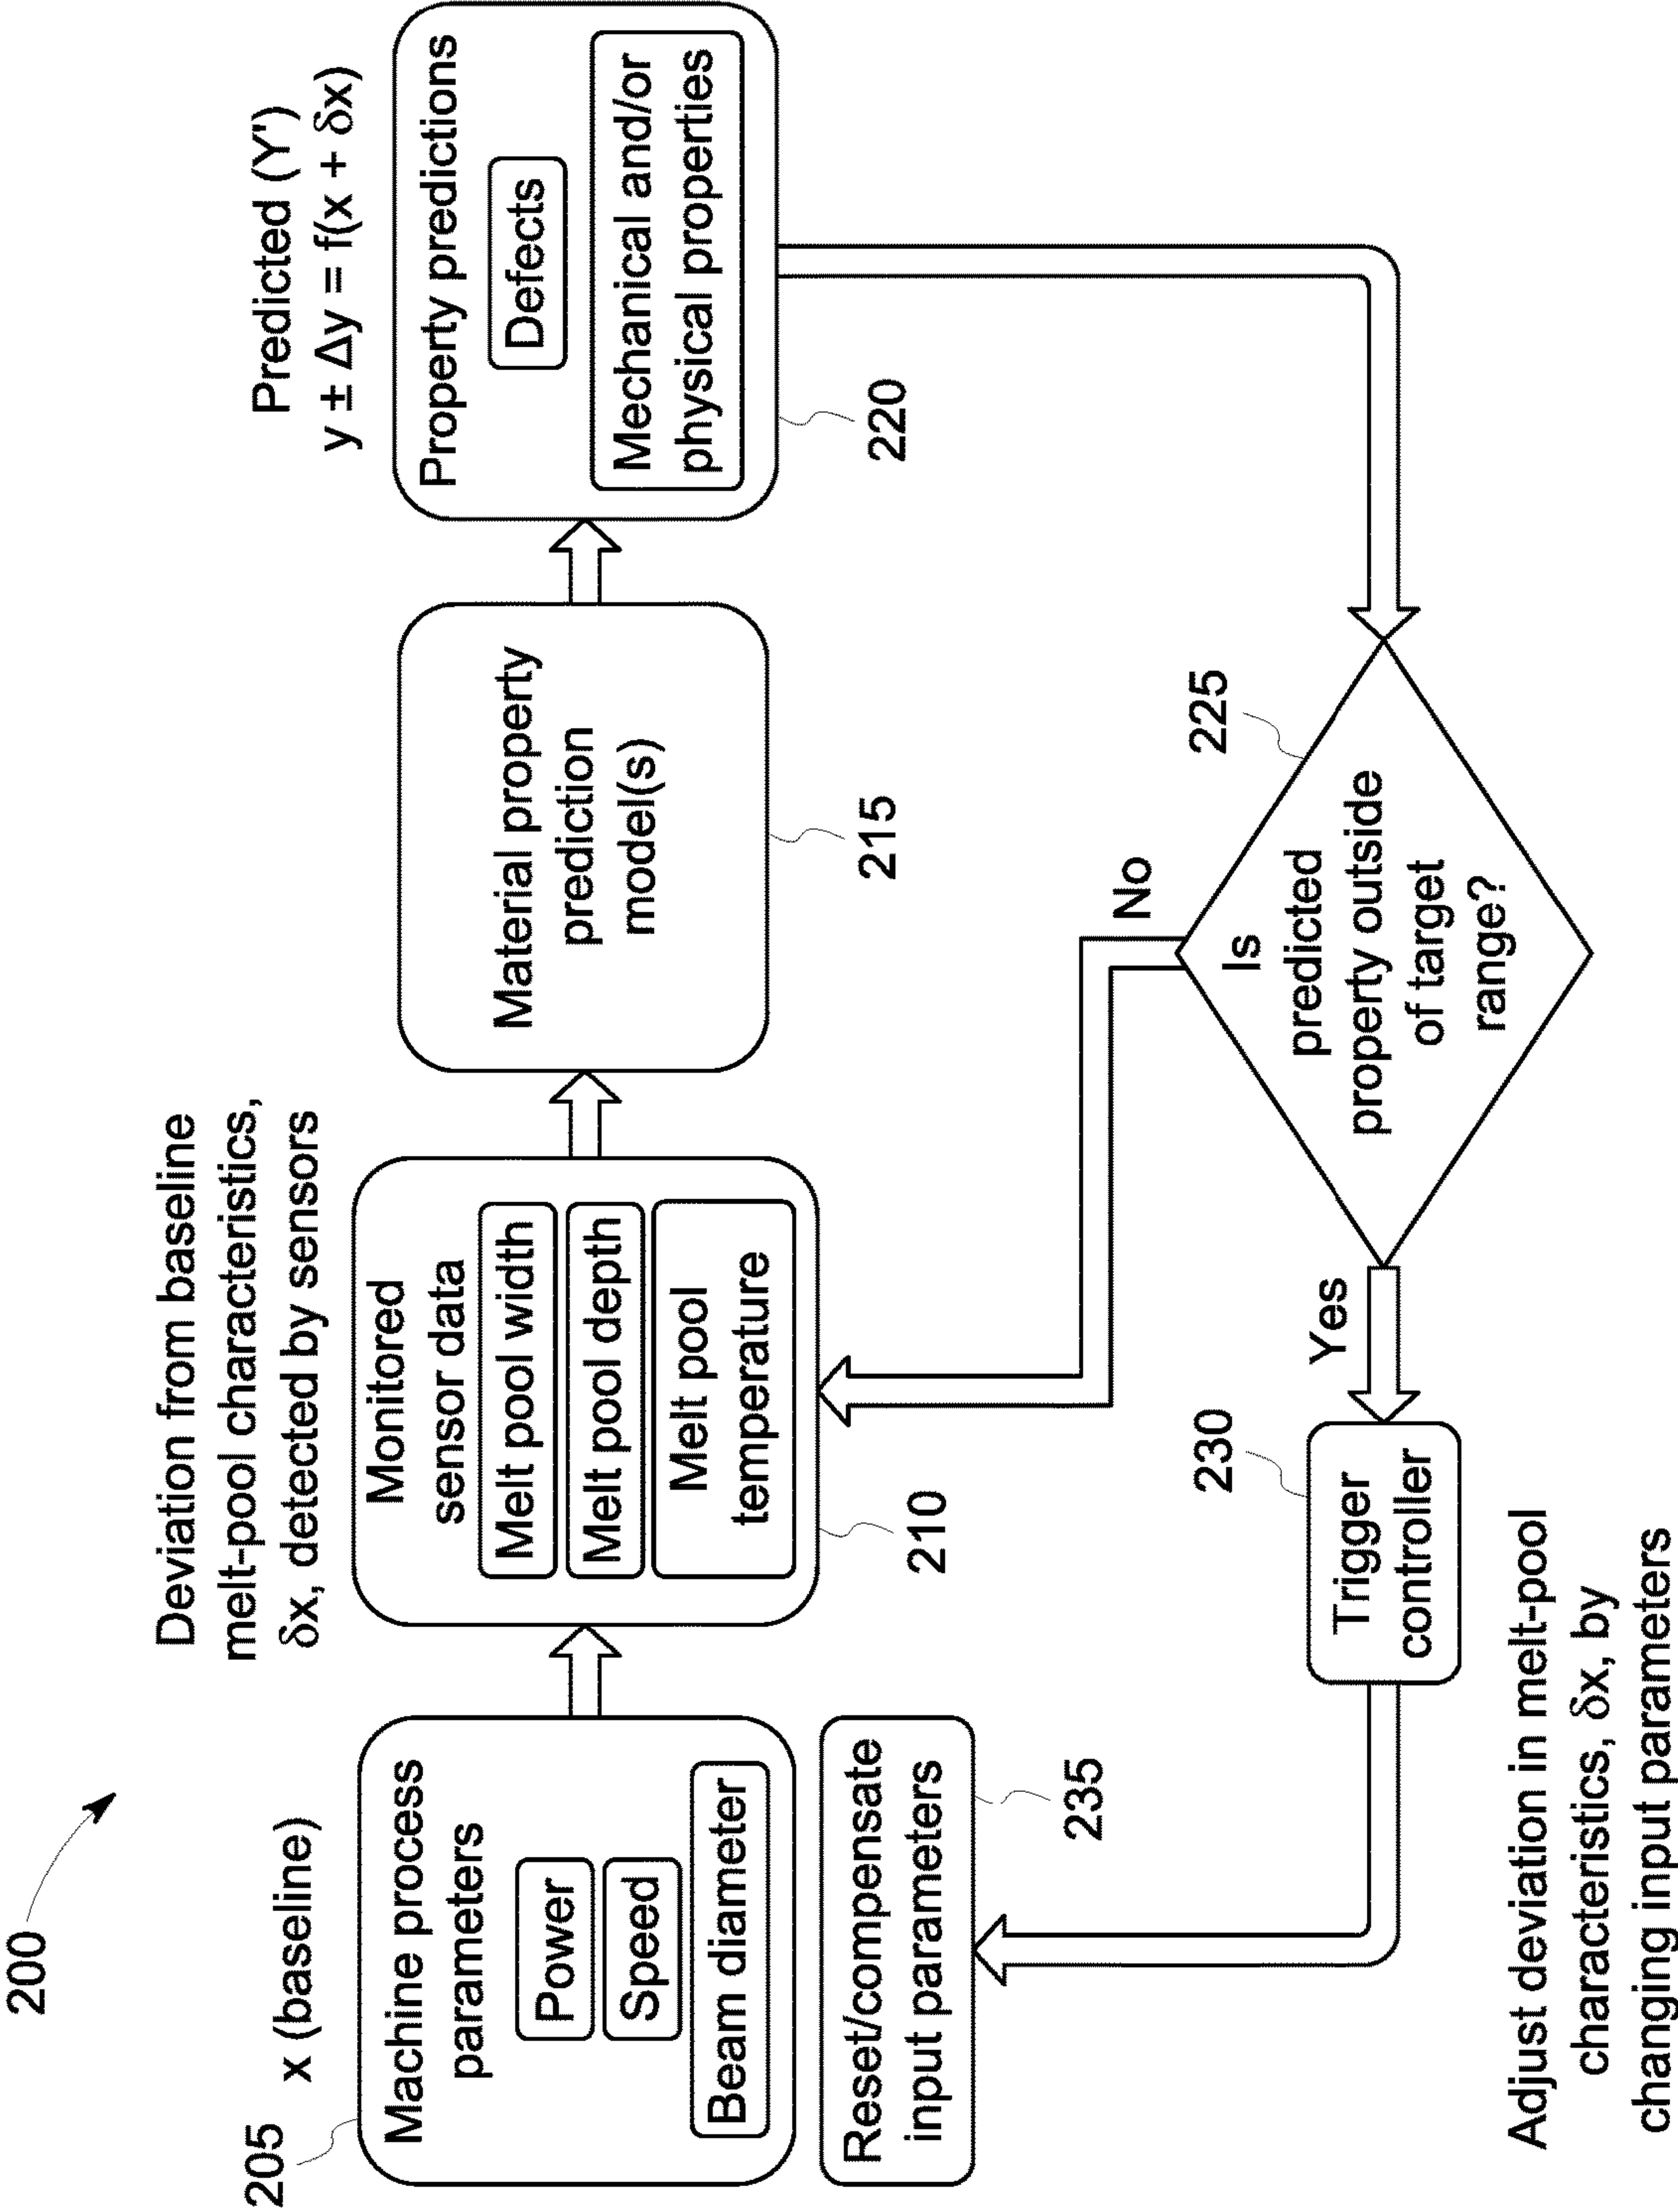 200
205
x (baseline)
Machine process
parameters
Power
Speed
Beam diameter
Deviation from baseline
melt-pool characteristics,
δx, detected by sensors
Monitored
sensor data
Melt pool width
Melt pool depth
Melt pool
temperature
210
Material property
prediction
model(s)
215
Predicted (Y')
y ± Δy = f(x + δx)
Property predictions
Defects
Mechanical and/or
physical properties
220
Reset/compensate
input parameters
235
No
225
Is
predicted
property outside
of target
range?
Yes
230
Trigger
controller
Adjust deviation in melt-pool
characteristics, δx, by
changing input parameters